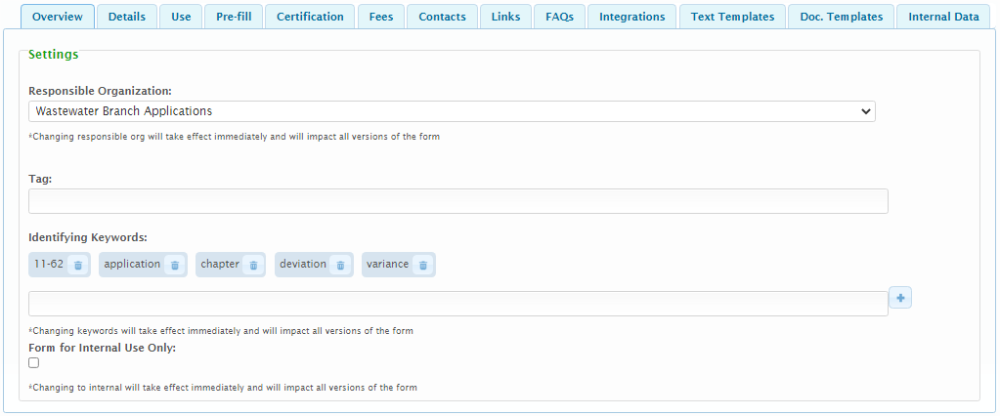 Overview Details Use Pre-fill Certification Fees Contacts Links FAQs Integrations Text Templates Doc. Templates Internal Data
Settings
Responsible Organization:
Wastewater Branch Applications
*Changing responsible org will take effect immediately and will impact all versions of the form
Tag:
Identifying Keywords:
11-62 application chapter deviation variance
*Changing keywords will take effect immediately and will impact all versions of the form
Form for Internal Use Only:
*Changing to internal will take effect immediately and will impact all versions of the form